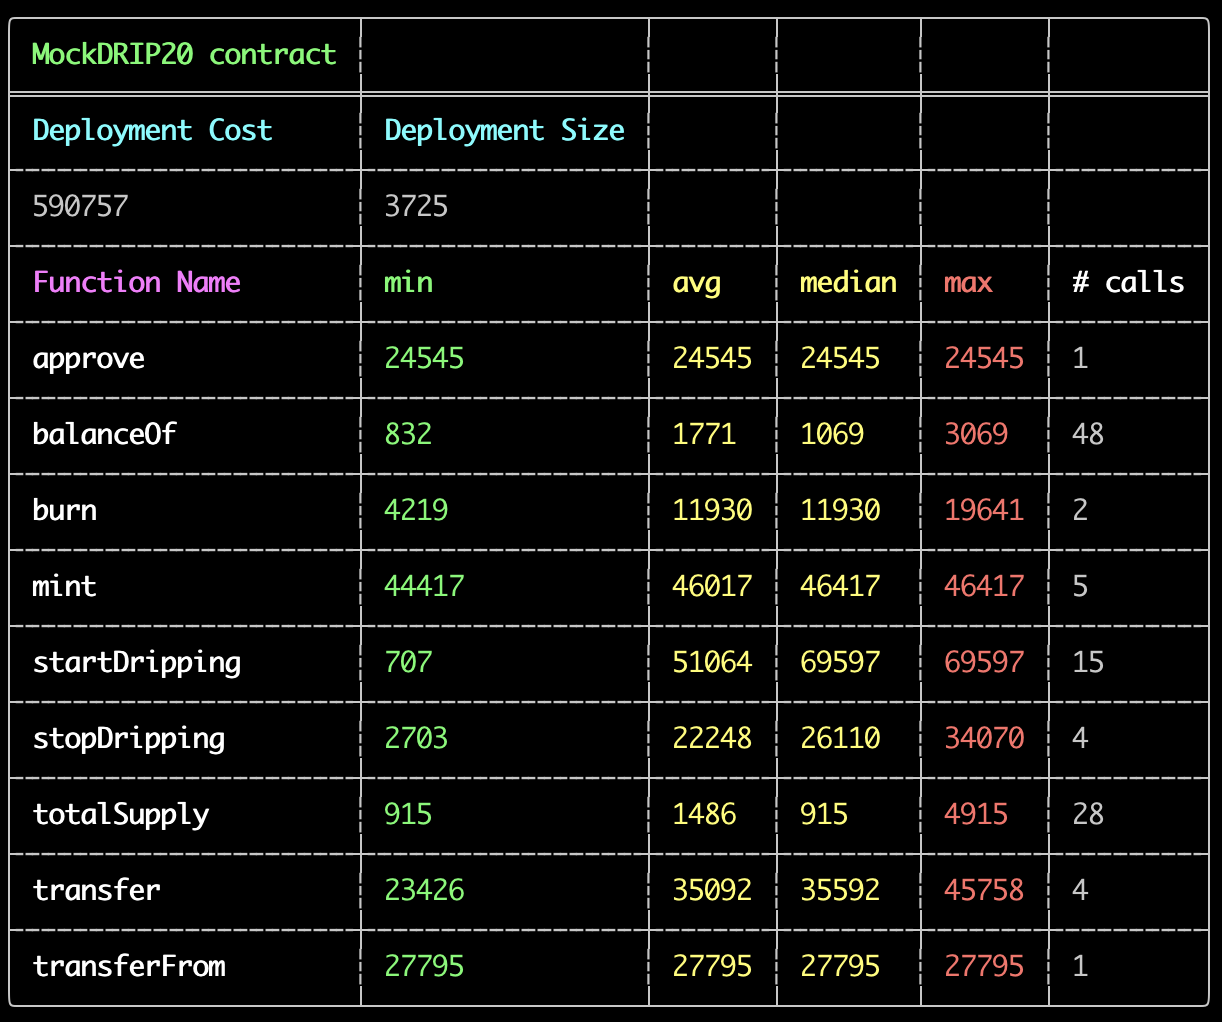 MockDRIP20 contract
Deployment Cost Deployment Size
590757 3725
Function Name min avg median max # calls
approve 24545 24545 24545 24545 1
balanceOf 832 1771 1069 3069 48
burn 4219 11930 11930 19641 2
mint 44417 46017 46417 46417 5
startDripping 707 51064 69597 69597 15
stopDripping 2703 22248 26110 34070 4
totalSupply 915 1486 915 4915 28
transfer 23426 35092 35592 45758 4
transferFrom 27795 27795 27795 27795 1